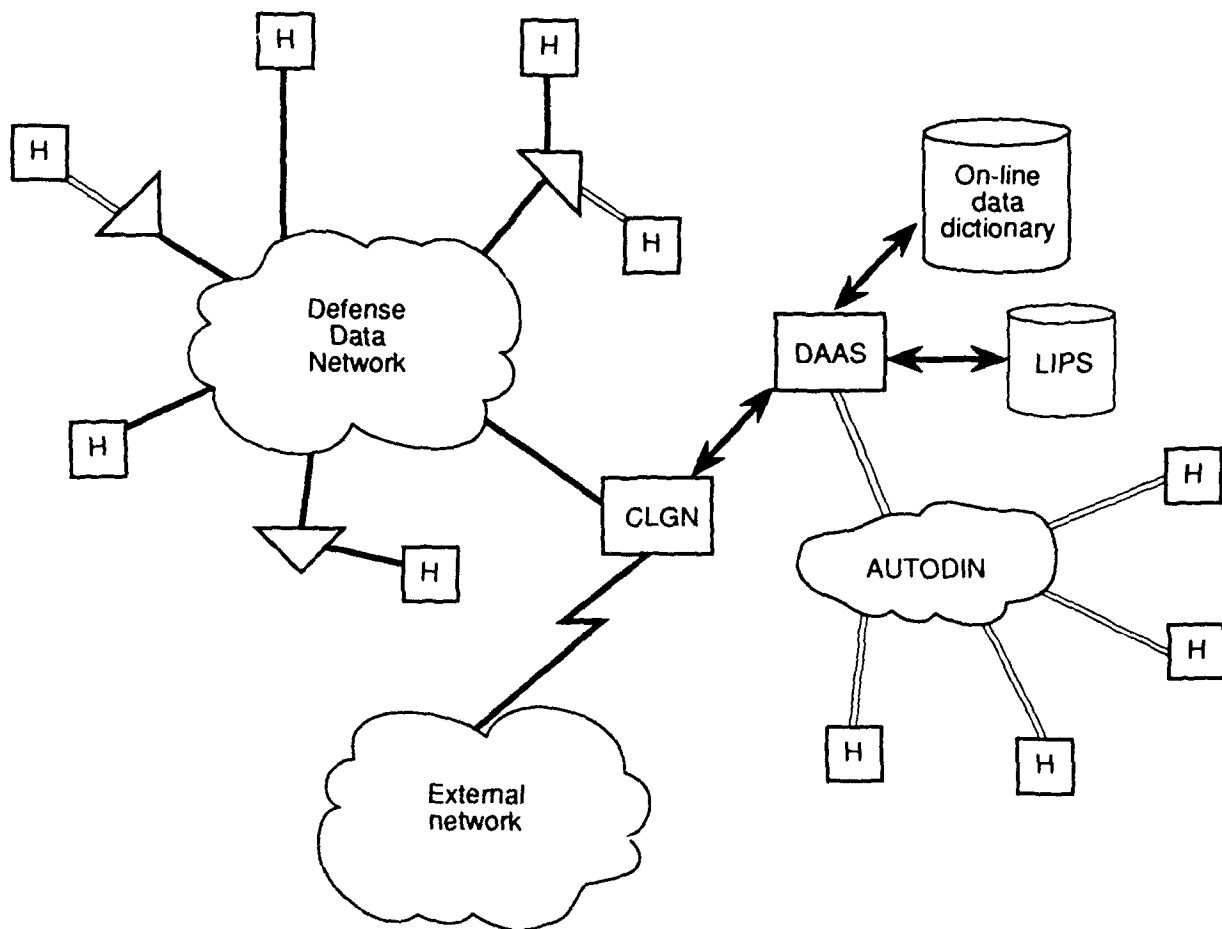 H
H
H
H
On-line
data
dictionary
Defense
Data
Network
DAAS
LIPS
H
H
CLGN
H
AUTODIN
H
H
H
External
network